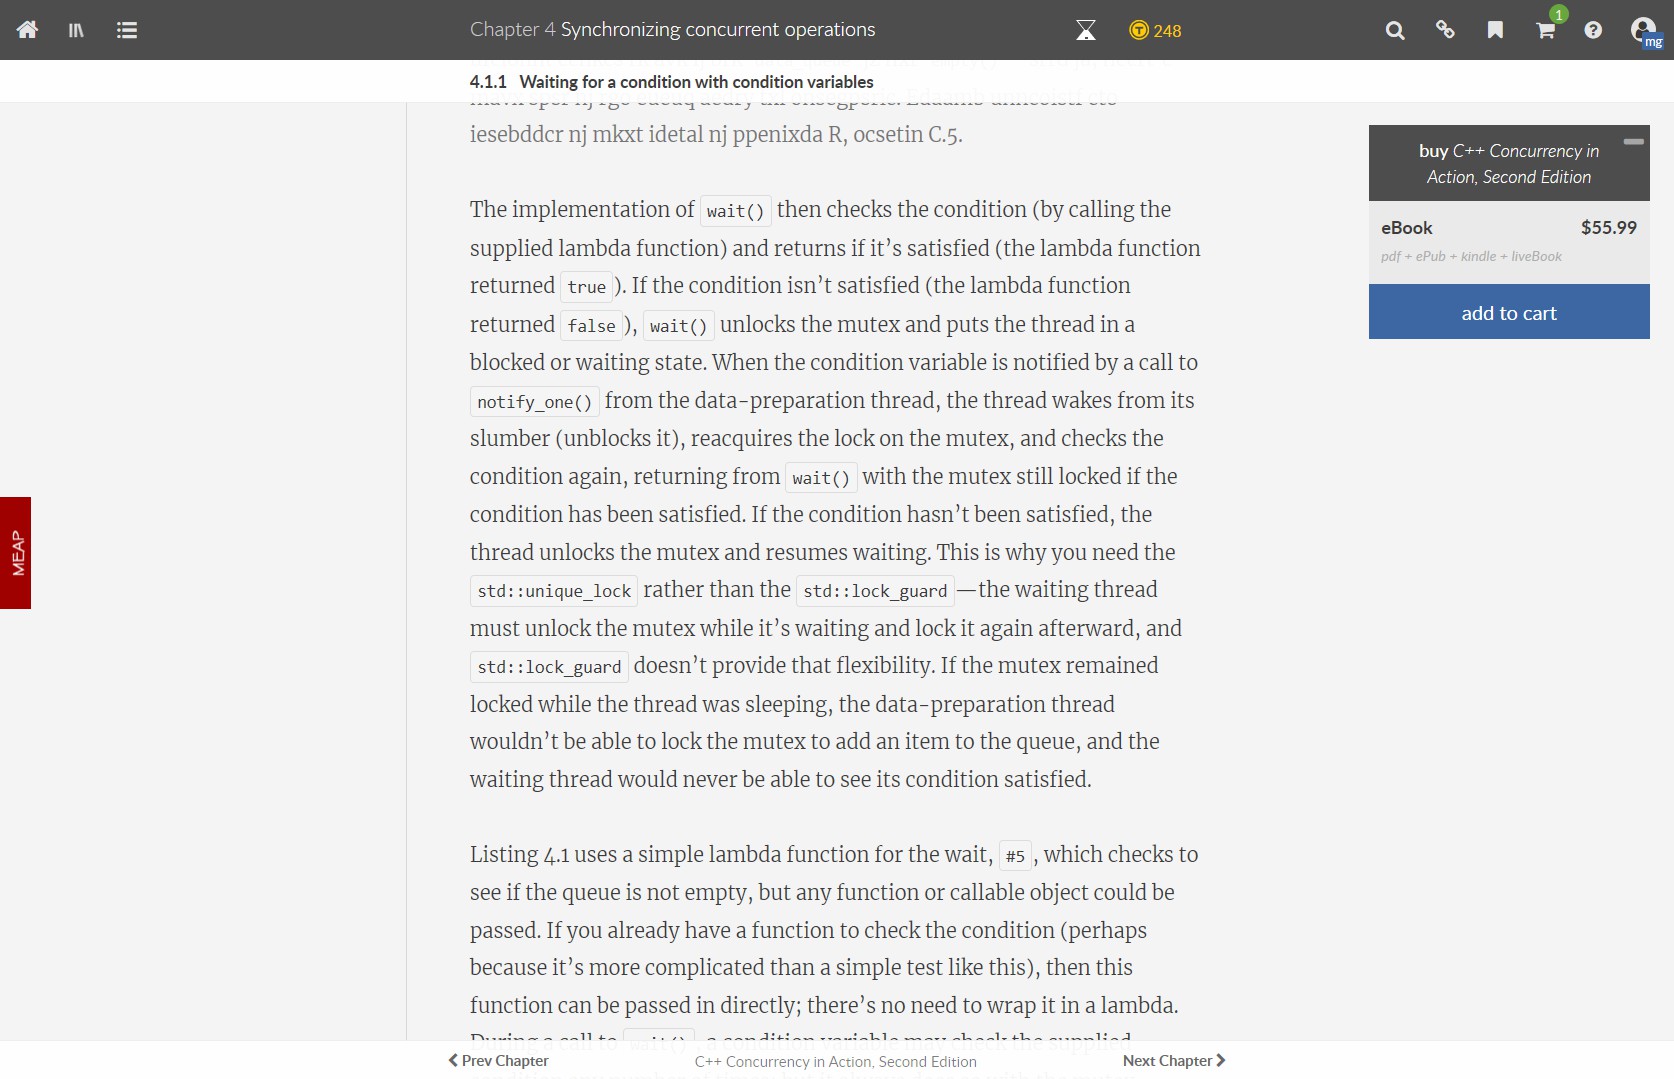 Chapter 4 Synchronizing concurrent operations
248
1
mg
4.1.1 Waiting for a condition with condition variables
iesebddcr nj mkxt idetal nj ppenixda R, ocsetin C.5.
buy C++ Concurrency in
Action, Second Edition
eBook $55.99
pdf + ePub + kindle + liveBook
add to cart
MEAP
The implementation of wait() then checks the condition (by calling the
supplied lambda function) and returns if it’s satisfied (the lambda function
returned true ). If the condition isn’t satisfied (the lambda function
returned false ), wait() unlocks the mutex and puts the thread in a
blocked or waiting state. When the condition variable is notified by a call to
notify_one() from the data-preparation thread, the thread wakes from its
slumber (unblocks it), reacquires the lock on the mutex, and checks the
condition again, returning from wait() with the mutex still locked if the
condition has been satisfied. If the condition hasn’t been satisfied, the
thread unlocks the mutex and resumes waiting. This is why you need the
std::unique_lock rather than the std::lock_guard —the waiting thread
must unlock the mutex while it’s waiting and lock it again afterward, and
std::lock_guard doesn’t provide that flexibility. If the mutex remained
locked while the thread was sleeping, the data-preparation thread
wouldn’t be able to lock the mutex to add an item to the queue, and the
waiting thread would never be able to see its condition satisfied.
Listing 4.1 uses a simple lambda function for the wait, #5 , which checks to
see if the queue is not empty, but any function or callable object could be
passed. If you already have a function to check the condition (perhaps
because it’s more complicated than a simple test like this), then this
function can be passed in directly; there’s no need to wrap it in a lambda.
During a call to wait() , a condition variable may check the supplied
Prev Chapter C++ Concurrency in Action, Second Edition Next Chapter